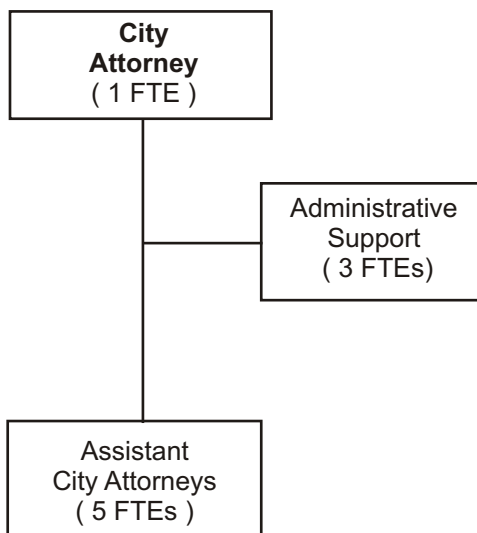 City
Attorney
( 1 FTE )
Administrative
Support
( 3 FTEs)
Assistant
City Attorneys
( 5 FTEs )